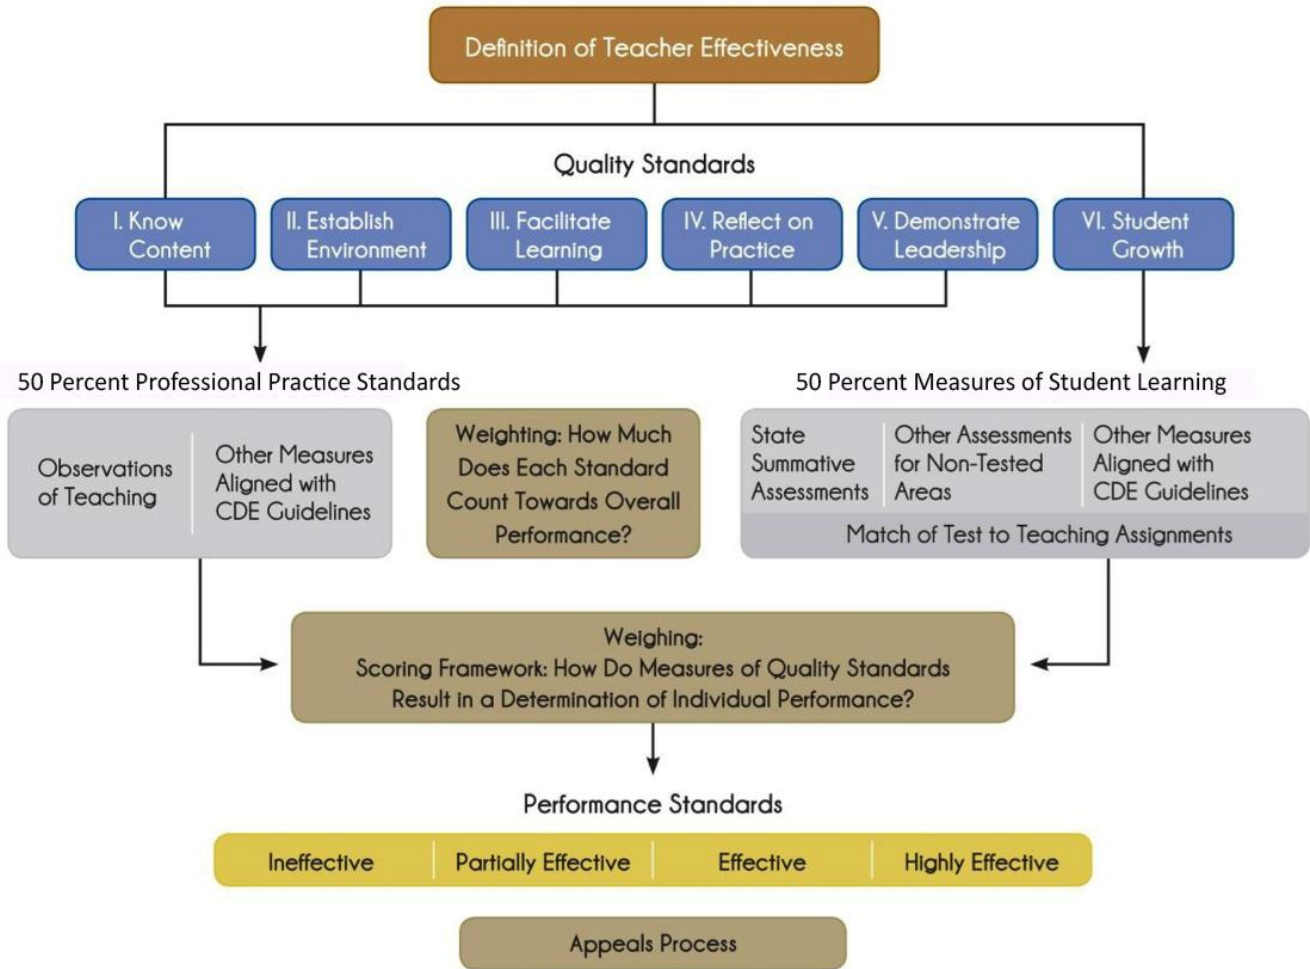 Definition of Teacher Effectiveness
Quality Standards
I. Know
Content
II. Establish
Environment
III. Facilitate
Learning
IV. Reflect on
Practice
V. Demonstrate
Leadership
VI. Student
Growth
50 Percent Professional Practice Standards
50 Percent Measures of Student Learning
Observations
of Teaching
Other Measures
Aligned with
CDE Guidelines
Weighting: How Much
Does Each Standard
Count Towards Overall
Performance?
State
Summative
Assessments
Other Assessments
for Non-Tested
Areas
Other Measures
Aligned with
CDE Guidelines
Match of Test to Teaching Assignments
Weighing:
Scoring Framework: How Do Measures of Quality Standards
Result in a Determination of Individual Performance?
Performance Standards
Ineffective
Partially Effective
Effective
Highly Effective
Appeals Process